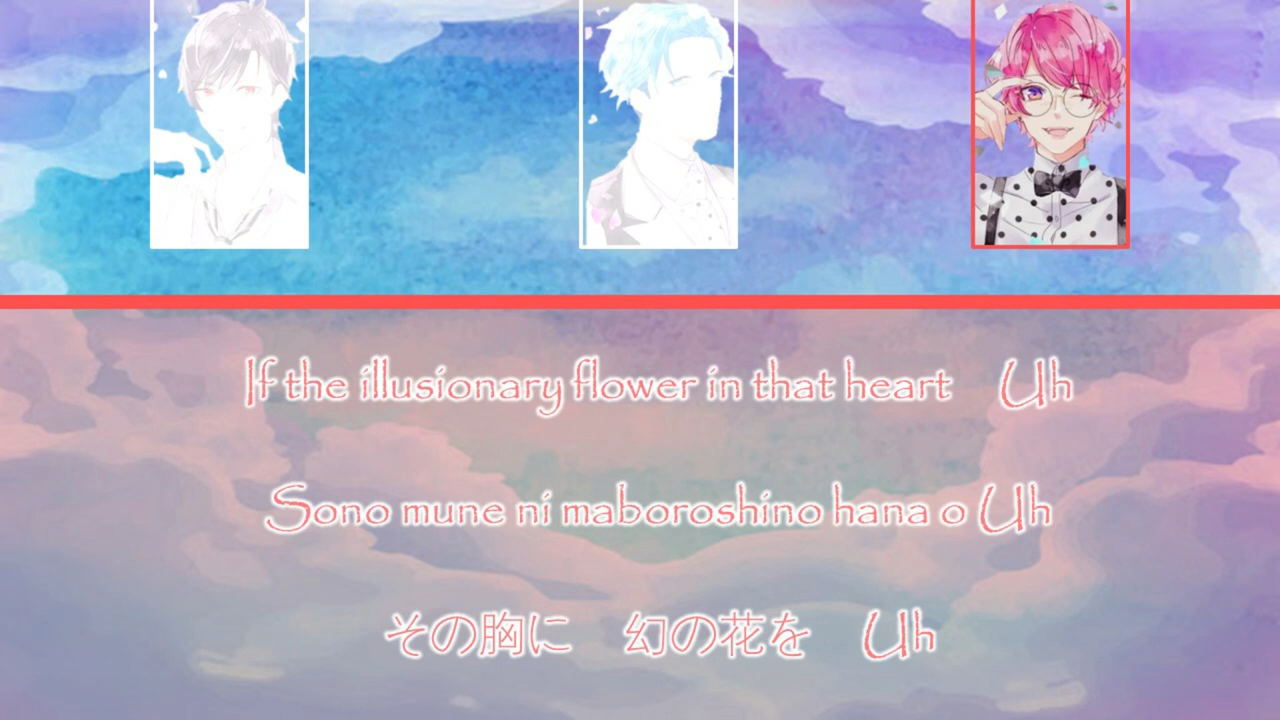 If the illusionary flower in that heart Uh
Sono mune ni maboroshino hana o Uh
その胸に　幻の花を　Uh